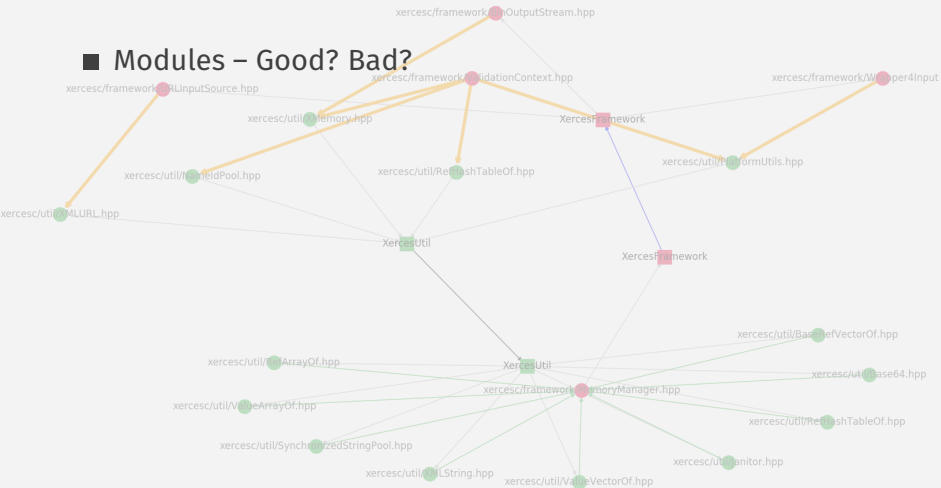 xercesc/framework/BinOutputStream.hpp
■ Modules – Good? Bad?
xercesc/framework/ValidationContext.hpp
xercesc/framework/Wrapper4Input
xercesc/framework/URLInputSource.hpp
xercesc/util/XMemory.hpp
XercesFramework
xercesc/util/PlatformUtils.hpp
xercesc/util/NameIdPool.hpp
xercesc/util/RefHashTableOf.hpp
xercesc/util/XMLURL.hpp
XercesUtil
XercesFramework
xercesc/util/BaseRefVectorOf.hpp
xercesc/util/RefArrayOf.hpp
XercesUtil
xercesc/util/Base64.hpp
xercesc/framework/MemoryManager.hpp
xercesc/util/ValueArrayOf.hpp
xercesc/util/RefHashTableOf.hpp
xercesc/util/SynchronizedStringPool.hpp
xercesc/util/Janitor.hpp
xercesc/util/XMLString.hpp
xercesc/util/ValueVectorOf.hpp